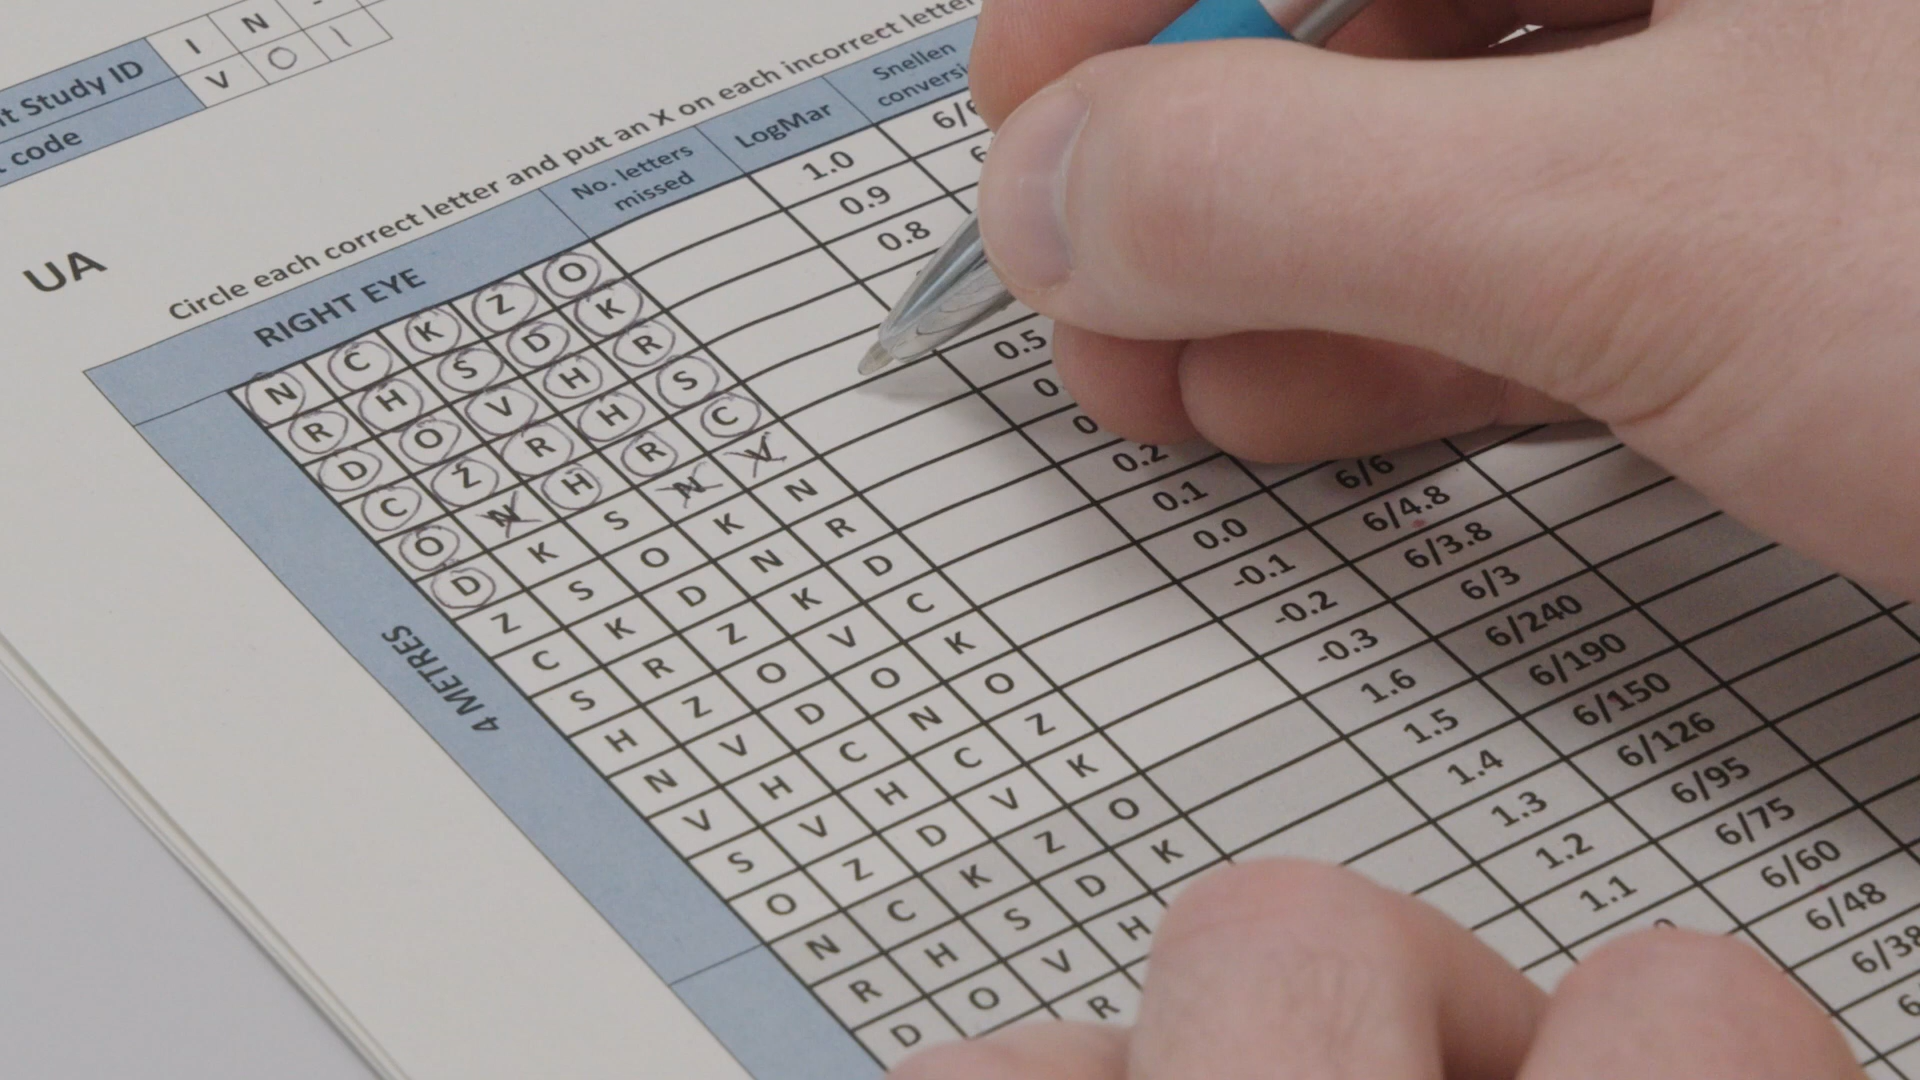 Study ID I N
code V O I
UA
Circle each correct letter and put an X on each incorrect letter
RIGHT EYE No. letters missed LogMar Snellen
N C K Z O 1.0
R H S D K 0.9
D O V H R 0.8
C Z R H S
O N H R C
D K S N V 0.5
Z S O K N
C K D N R
S R Z K D 0.2
H Z O V C 0.1
N V D O K 0.0 6/6
V H C N O -0.1 6/4.8
S V H C Z -0.2 6/3.8
O Z D V K -0.3 6/3
N C K Z O 1.6 6/240
R H S D K 1.5 6/190
D O V H 1.4 6/150
R 1.3 6/126
1.2 6/95
1.1 6/75
6/60
6/48
4 METRES